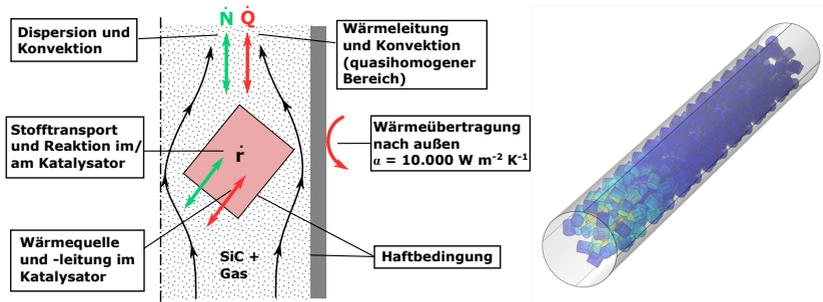 Ṅ Q̇
Dispersion und
Konvektion
Wärmeleitung
und Konvektion
(quasihomogener
Bereich)
Stofftransport
und Reaktion im/
am Katalysator
ṙ
Wärmeübertragung
nach außen
α = 10.000 W m⁻² K⁻¹
Wärmequelle
und -leitung im
Katalysator
SiC +
Gas
Haftbedingung